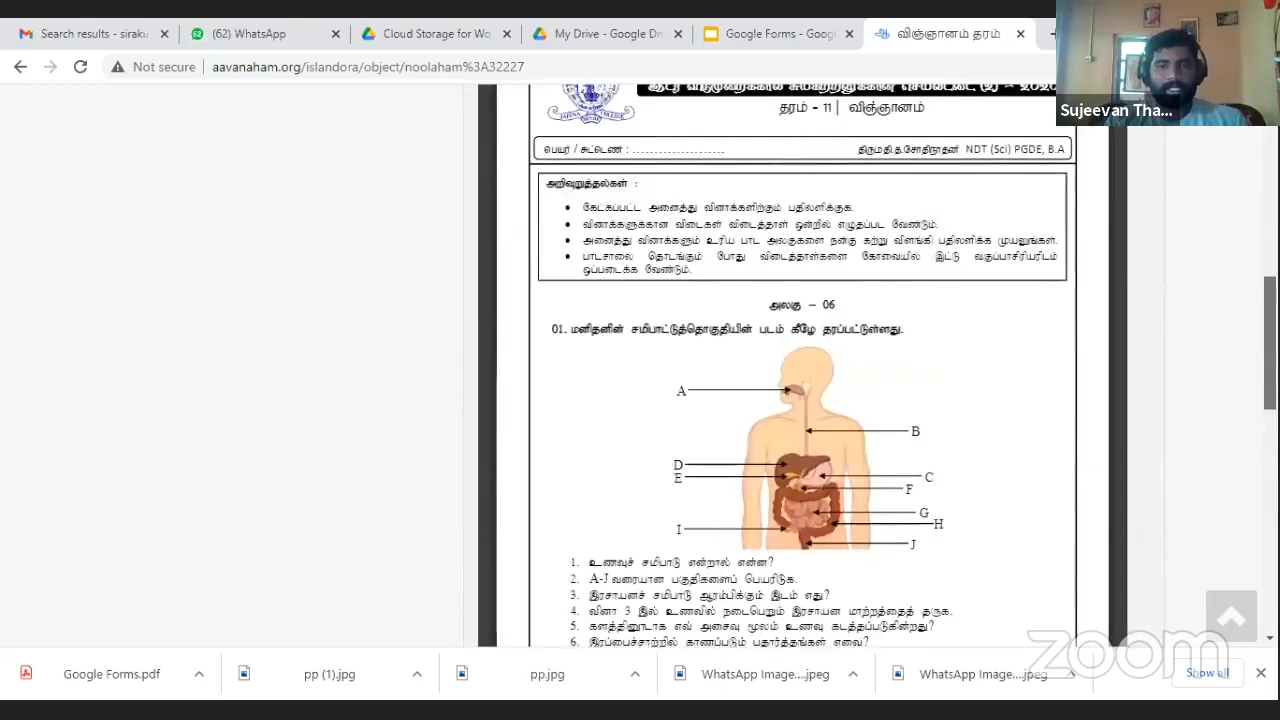 Search results - siraku
(62) WhatsApp
Cloud Storage for Wo
My Drive - Google Dri
Google Forms - Googl
விஞ்ஞானம் தரம்
Not secure
aavanaham.org/islandora/object/noolaham%3A32227
Sujeevan Tha...
தரம் - 11 | விஞ்ஞானம்
பெயர் / சுட்டெண் : ......................
திருமதி.த.சோதிநாதன். NDT (Sci) PGDE, B.A
அறிவுறுத்தல்கள் :
• கேட்கப்பட்ட அனைத்து வினாக்களிற்கும் பதிலளிக்குக.
• வினாக்களுக்கான விடைகள் விடைத்தாள் ஒன்றில் எழுதப்பட வேண்டும்.
• அனைத்து வினாக்களும் உரிய பாட அலகுகளை நன்கு கற்று விளங்கி பதிலளிக்க முயலுங்கள்.
• பாடசாலை தொடங்கும் போது விடைத்தாள்களை கோவையில் இட்டு வகுப்பாசிரியரிடம்
ஒப்படைக்க வேண்டும்.
அலகு – 06
01. மனிதனின் சமிபாட்டுத்தொகுதியின் படம் கீழே தரப்பட்டுள்ளது.
A
B
D
E
C
F
G
H
I
J
1. உணவுச் சமிபாடு என்றால் என்ன?
2. A-J வரையான பகுதிகளைப் பெயரிடுக.
3. இரசாயனச் சமிபாடு ஆரம்பிக்கும் இடம் எது?
4. வினா 3 இல் உணவில் நடைபெறும் இரசாயன மாற்றத்தைத் தருக.
5. களத்தினூடாக எவ் அசைவு மூலம் உணவு கடத்தப்படுகின்றது?
6. இரப்பைச்சாற்றில் காணப்படும் பதார்த்தங்கள் எவை?
zoom
Google Forms.pdf
pp (1).jpg
pp.jpg
WhatsApp Image....jpeg
WhatsApp Image....jpeg
Show all